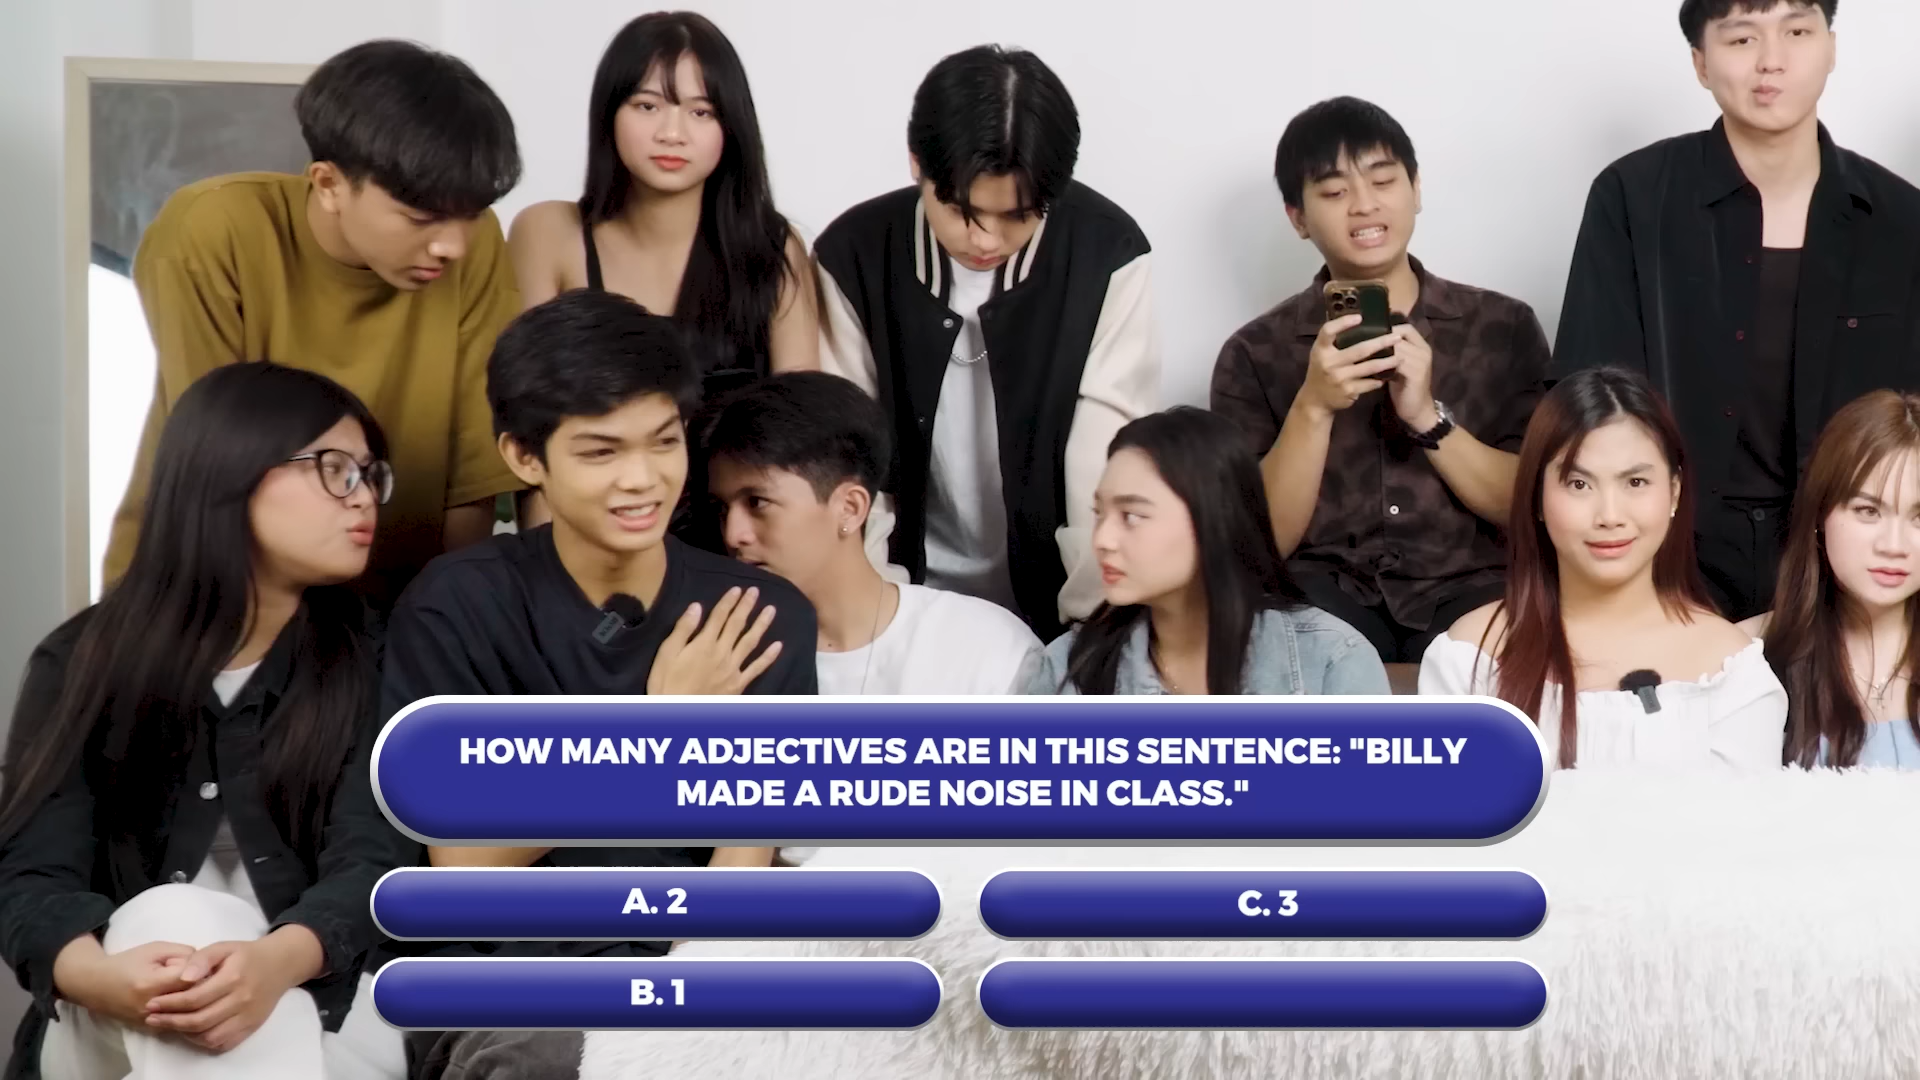 HOW MANY ADJECTIVES ARE IN THIS SENTENCE: "BILLY
MADE A RUDE NOISE IN CLASS."
A. 2
C. 3
B. 1